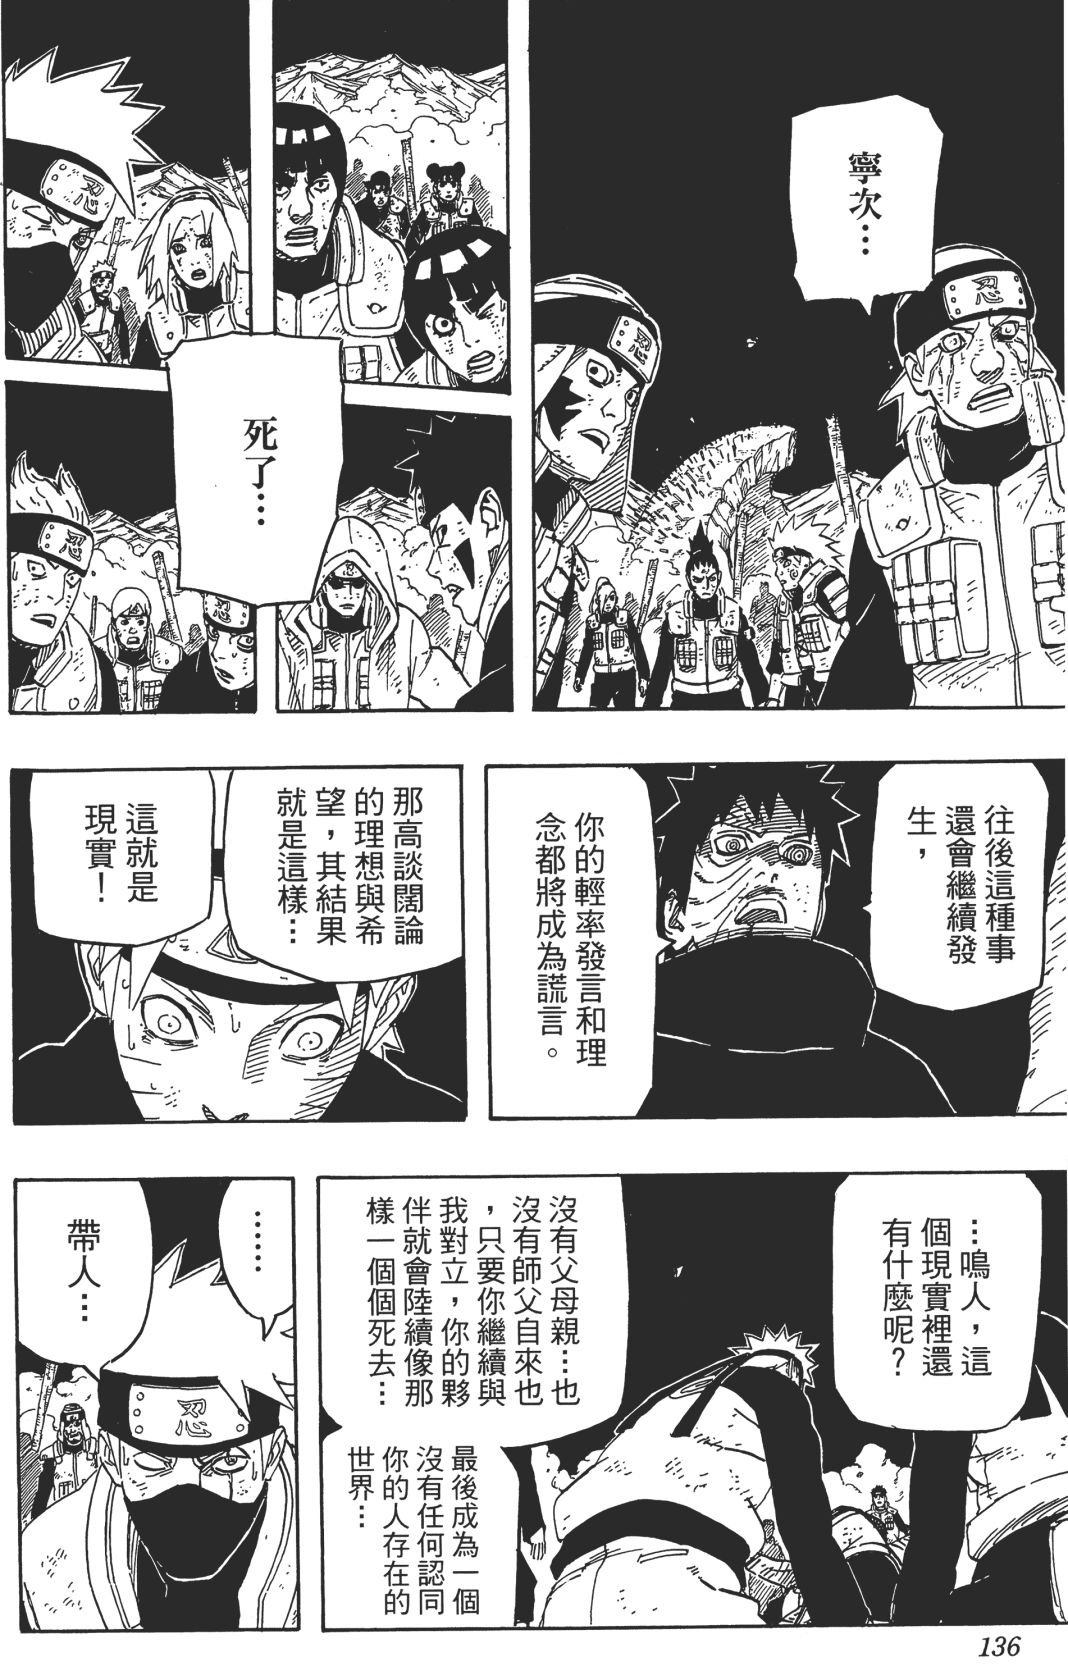 寧次…
忍
忍
忍
死了…
忍
忍
往後這種事
還會繼續發
生，
你的輕率發言和理
念都將成為謊言。
那高談闊論
的理想與希
望，其結果
就是這樣…
這就是
現實！
…鳴人，這
個現實裡還
有什麼呢？
沒有父母親…也
沒有師父自來也
，只要你繼續與
我對立，你的夥
伴就會陸續像那
樣一個個死去…
最後成為一個
沒有任何認同
你的人存在的
世界…
……
帶人…
忍
136